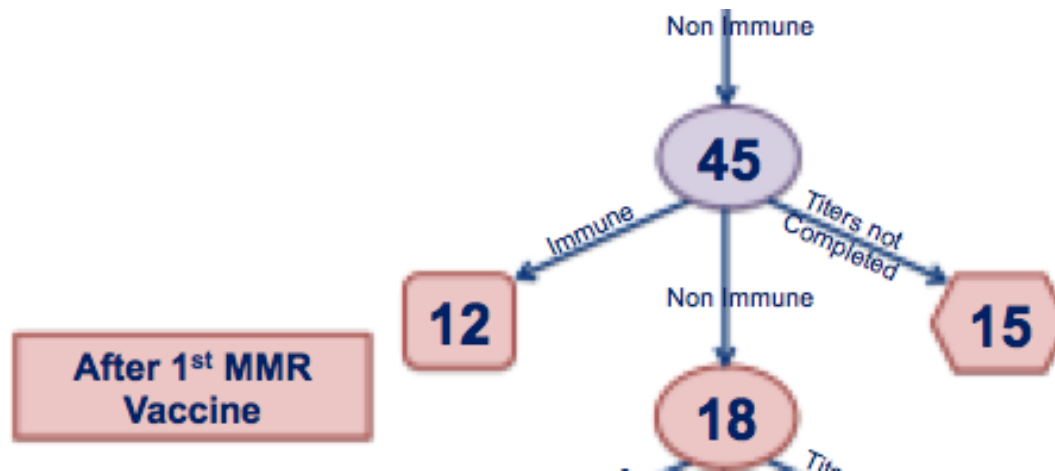 Non Immune
45
Immune
Titers not
Completed
12
Non Immune
15
After 1st MMR
Vaccine
18